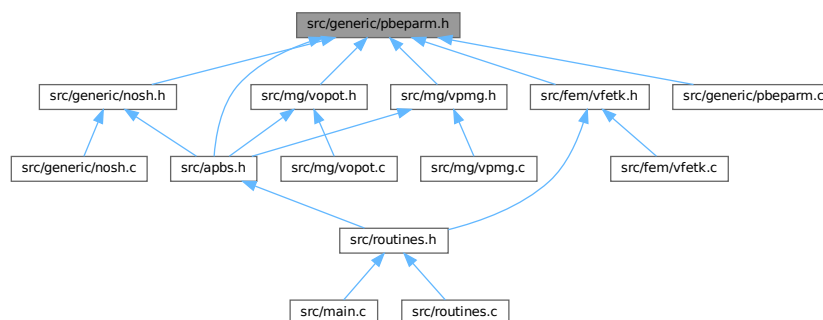 src/generic/pbeparm.h
src/generic/nosh.h
src/mg/vopot.h
src/mg/vpmg.h
src/fem/vfetk.h
src/generic/pbeparm.c
src/generic/nosh.c
src/apbs.h
src/mg/vopot.c
src/mg/vpmg.c
src/fem/vfetk.c
src/routines.h
src/main.c
src/routines.c